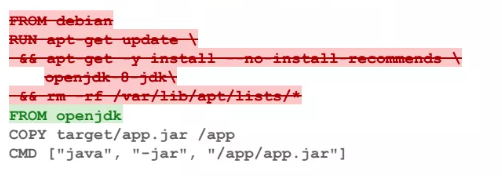 FROM debian
RUN apt-get update \
 && apt-get -y install --no-install-recommends \
    openjdk-8-jdk\
 && rm -rf /var/lib/apt/lists/*
FROM openjdk
COPY target/app.jar /app
CMD ["java", "-jar", "/app/app.jar"]